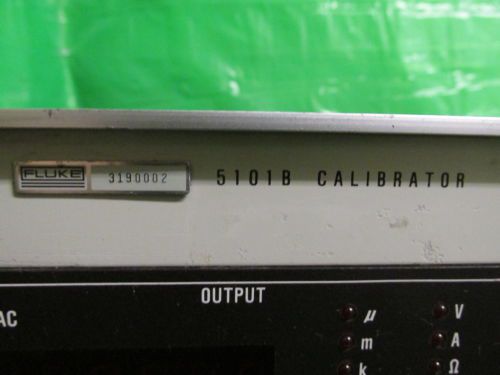 FLUKE 3190002 5101B CALIBRATOR
OUTPUT
AC
µ V
m A
k Ω